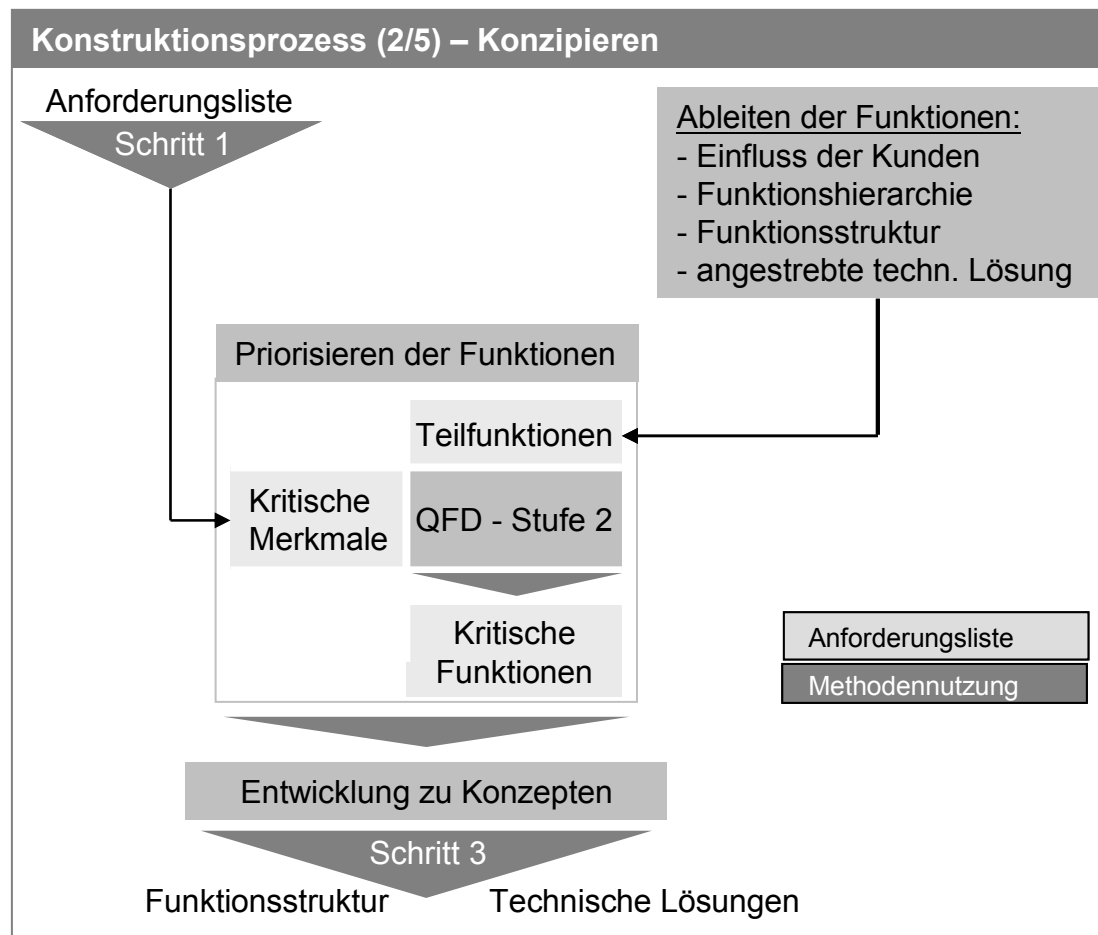 Konstruktionsprozess (2/5) – Konzipieren
Anforderungsliste
Schritt 1
Ableiten der Funktionen:
- Einfluss der Kunden
- Funktionshierarchie
- Funktionsstruktur
- angestrebte techn. Lösung
Priorisieren der Funktionen
Teilfunktionen
Kritische
Merkmale
QFD - Stufe 2
Kritische
Funktionen
Anforderungsliste
Methodennutzung
Entwicklung zu Konzepten
Schritt 3
Funktionsstruktur
Technische Lösungen